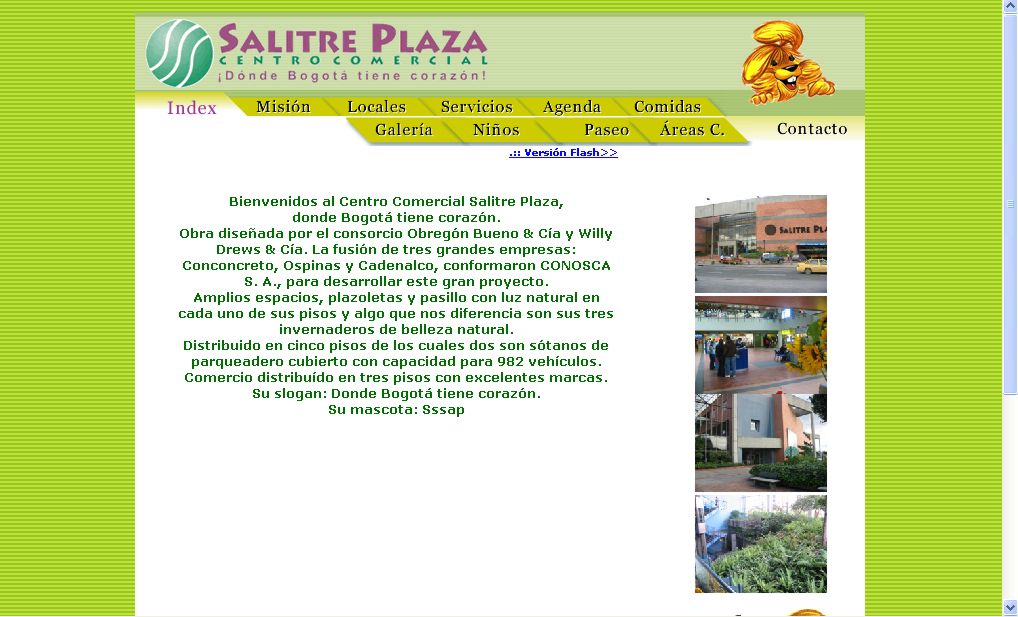 SALITRE PLAZA
CENTRO COMERCIAL
¡Dónde Bogotá tiene corazón!
Index Misión Locales Servicios Agenda Comidas
Galería Niños Paseo Áreas C. Contacto
.:: Versión Flash>>
Bienvenidos al Centro Comercial Salitre Plaza,
donde Bogotá tiene corazón.
Obra diseñada por el consorcio Obregón Bueno & Cía y Willy
Drews & Cía. La fusión de tres grandes empresas:
Conconcreto, Ospinas y Cadenalco, conformaron CONOSCA
S. A., para desarrollar este gran proyecto.
Amplios espacios, plazoletas y pasillo con luz natural en
cada uno de sus pisos y algo que nos diferencia son sus tres
invernaderos de belleza natural.
Distribuido en cinco pisos de los cuales dos son sótanos de
parqueadero cubierto con capacidad para 982 vehículos.
Comercio distribuído en tres pisos con excelentes marcas.
Su slogan: Donde Bogotá tiene corazón.
Su mascota: Sssap
SALITRE PLA